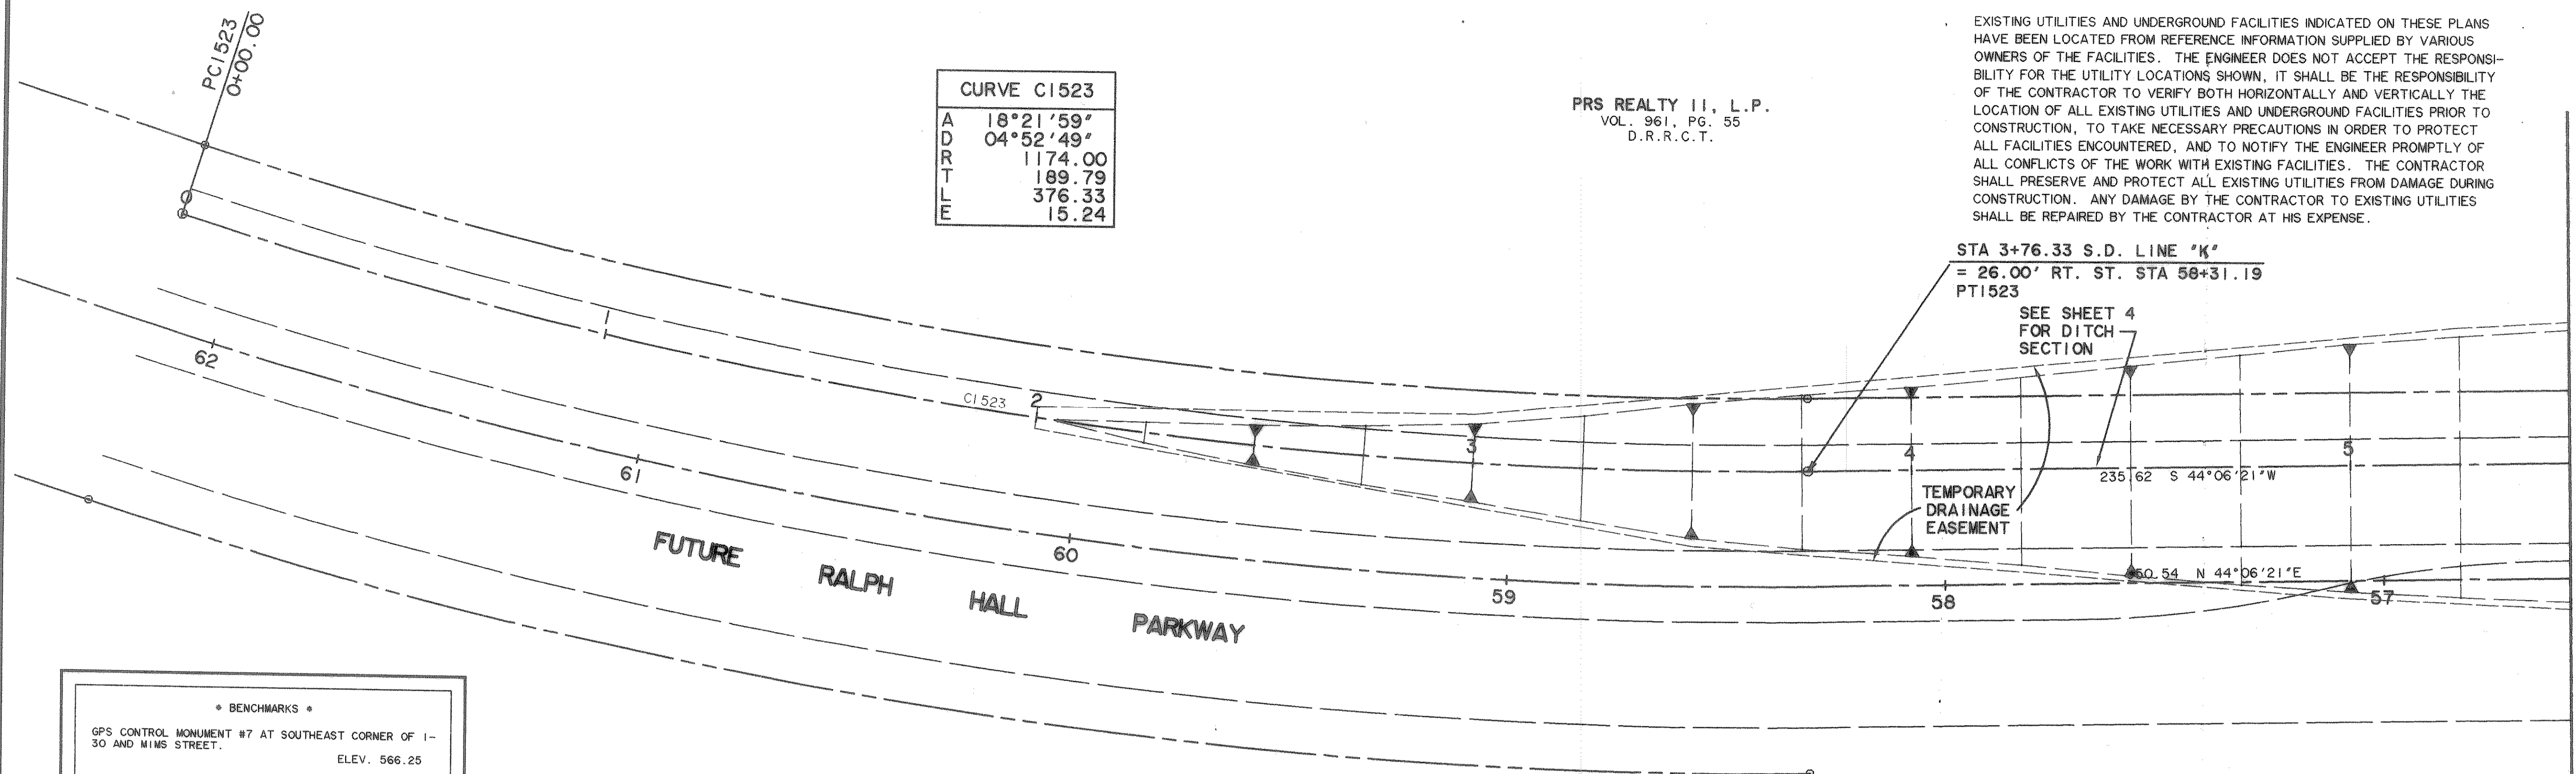 PC1523
0+00.00
CURVE C1523
A 18°21'59"
D 04°52'49"
R 1174.00
T 189.79
L 376.33
E 15.24
PRS REALTY II, L.P.
VOL. 961, PG. 55
D.R.R.C.T.
EXISTING UTILITIES AND UNDERGROUND FACILITIES INDICATED ON THESE PLANS
HAVE BEEN LOCATED FROM REFERENCE INFORMATION SUPPLIED BY VARIOUS
OWNERS OF THE FACILITIES. THE ENGINEER DOES NOT ACCEPT THE RESPONSI-
BILITY FOR THE UTILITY LOCATIONS SHOWN, IT SHALL BE THE RESPONSIBILITY
OF THE CONTRACTOR TO VERIFY BOTH HORIZONTALLY AND VERTICALLY THE
LOCATION OF ALL EXISTING UTILITIES AND UNDERGROUND FACILITIES PRIOR TO
CONSTRUCTION, TO TAKE NECESSARY PRECAUTIONS IN ORDER TO PROTECT
ALL FACILITIES ENCOUNTERED, AND TO NOTIFY THE ENGINEER PROMPTLY OF
ALL CONFLICTS OF THE WORK WITH EXISTING FACILITIES. THE CONTRACTOR
SHALL PRESERVE AND PROTECT ALL EXISTING UTILITIES FROM DAMAGE DURING
CONSTRUCTION. ANY DAMAGE BY THE CONTRACTOR TO EXISTING UTILITIES
SHALL BE REPAIRED BY THE CONTRACTOR AT HIS EXPENSE.
STA 3+76.33 S.D. LINE "K"
= 26.00' RT. ST. STA 58+31.19
PT1523
SEE SHEET 4
FOR DITCH
SECTION
0
1
C1523
2
3
4
5
235.62 S 44°06'21"W
TEMPORARY
DRAINAGE
EASEMENT
50.54 N 44°06'21"E
62
61
60
59
58
57
FUTURE RALPH HALL PARKWAY
* BENCHMARKS *
GPS CONTROL MONUMENT #7 AT SOUTHEAST CORNER OF I-
30 AND MIMS STREET.
ELEV. 566.25